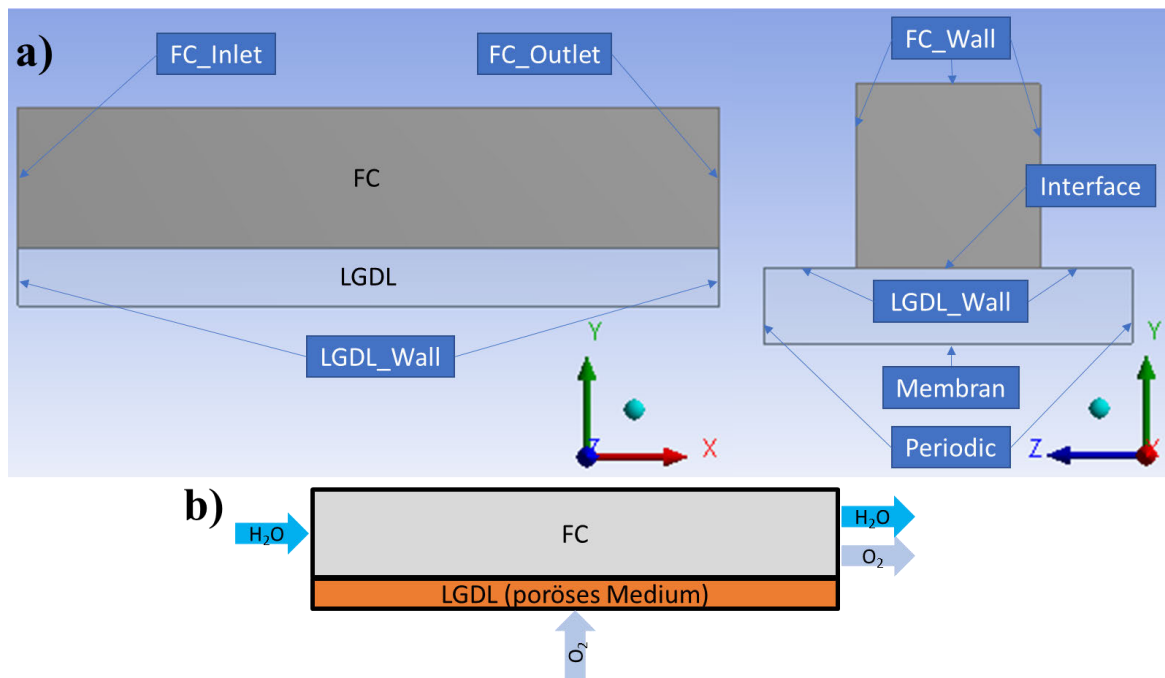 a)
FC_Inlet
FC_Outlet
FC_Wall
FC
Interface
LGDL
LGDL_Wall
LGDL_Wall
Membran
Periodic
Y
Z
X
Y
Z
X
b)
H₂O
FC
H₂O
O₂
LGDL (poröses Medium)
O₂